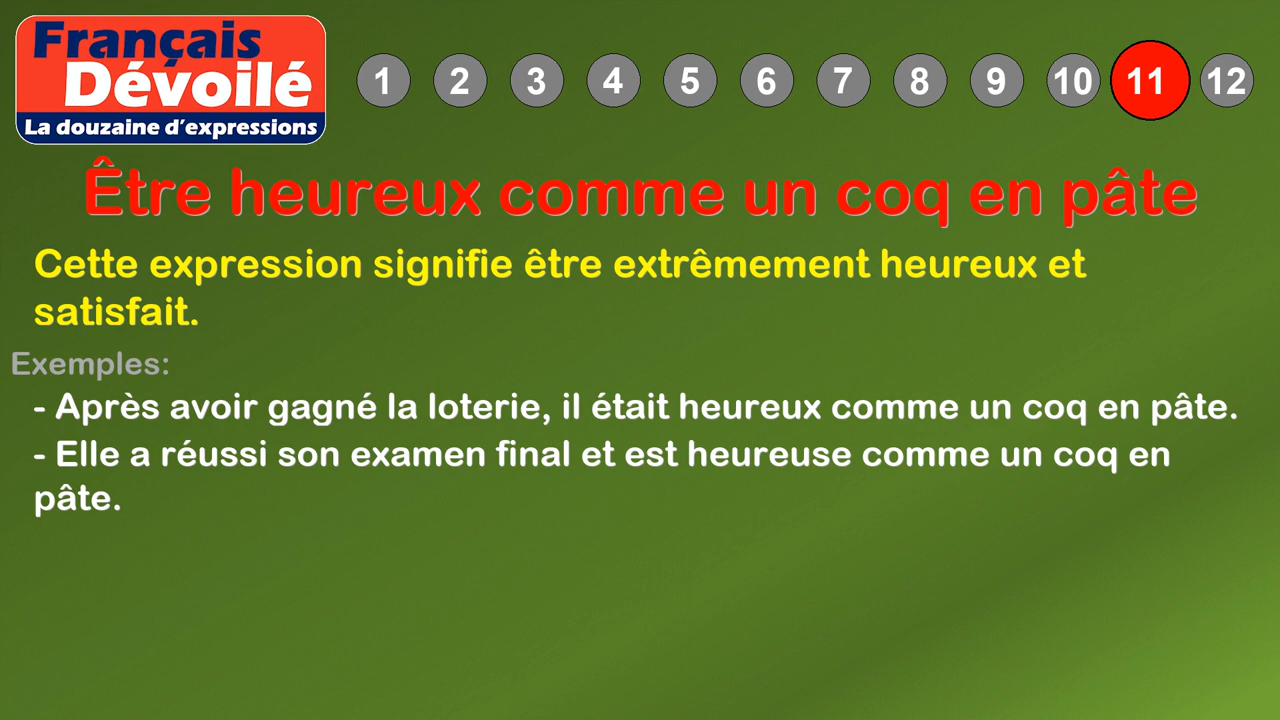 Français
Dévoilé
La douzaine d'expressions
1 2 3 4 5 6 7 8 9 10 11 12
Être heureux comme un coq en pâte
Cette expression signifie être extrêmement heureux et
satisfait.
Exemples:
- Après avoir gagné la loterie, il était heureux comme un coq en pâte.
- Elle a réussi son examen final et est heureuse comme un coq en
pâte.